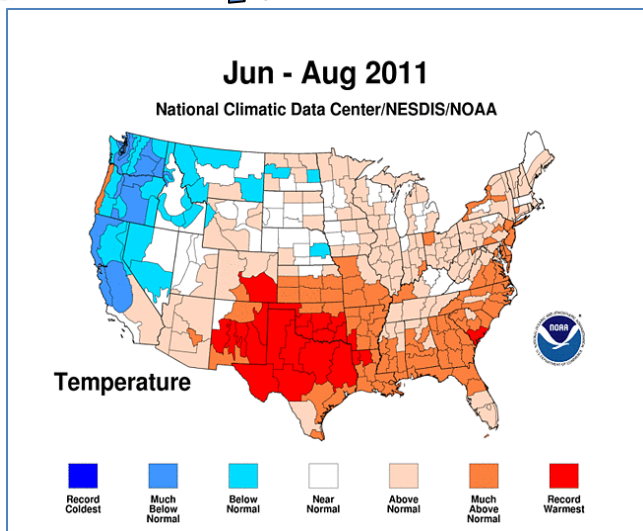 Jun - Aug 2011
National Climatic Data Center/NESDIS/NOAA
NOAA
Temperature
Record
Coldest
Much
Below
Normal
Below
Normal
Near
Normal
Above
Normal
Much
Above
Normal
Record
Warmest